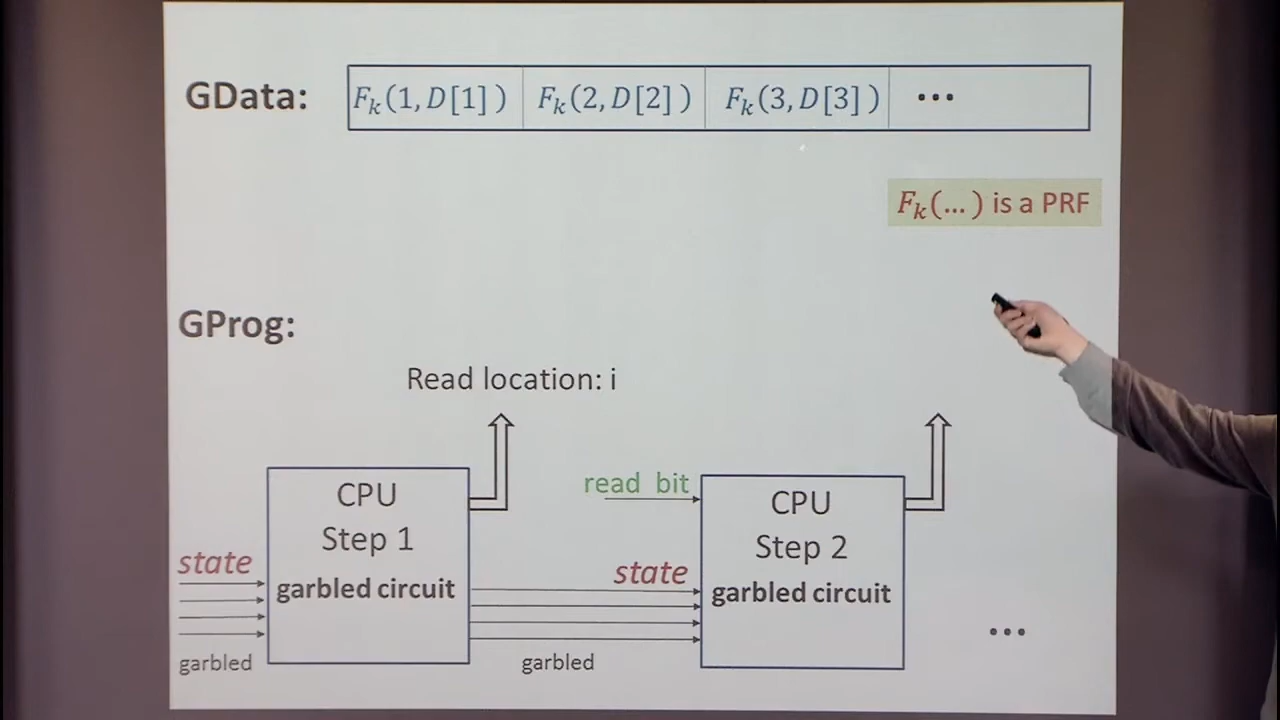 GData: F_k(1, D[1]) F_k(2, D[2]) F_k(3, D[3]) ...
F_k(...) is a PRF
GProg:
Read location: i
CPU
Step 1
garbled circuit
state
garbled
read bit
state
garbled
CPU
Step 2
garbled circuit
...